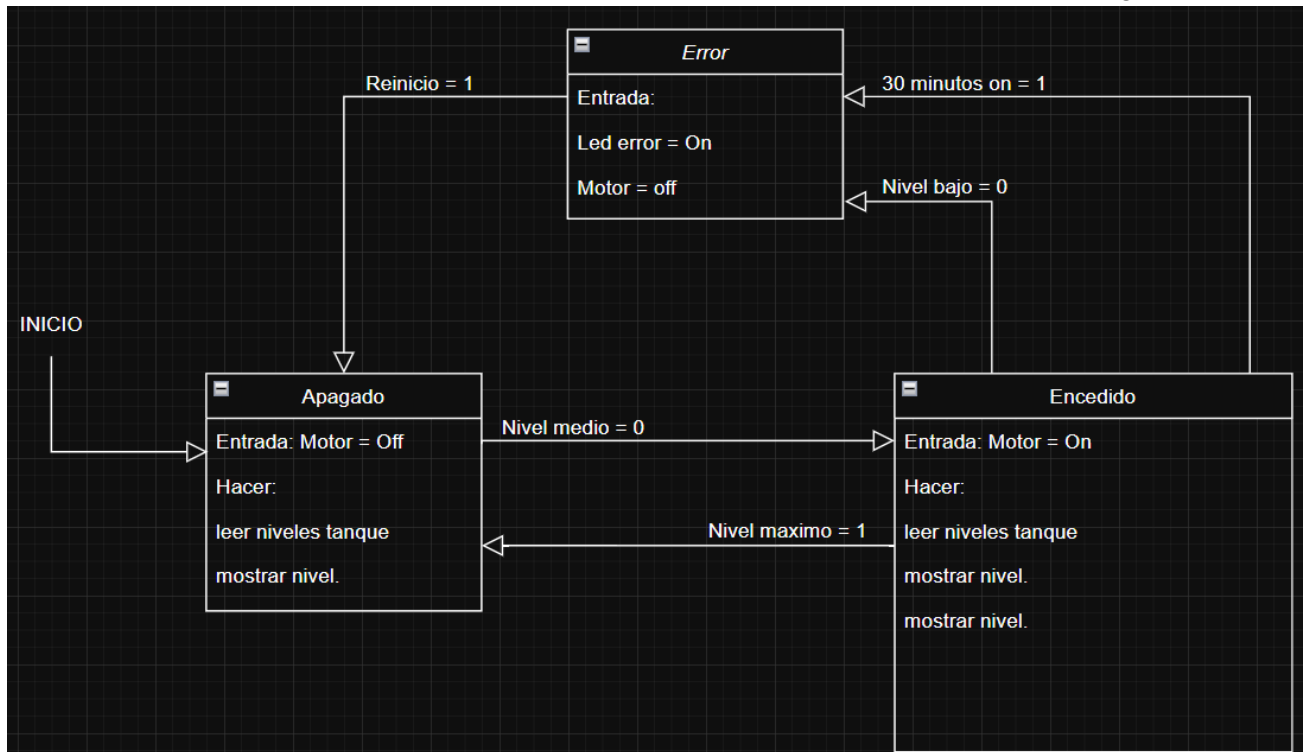 Error
Reinicio = 1
30 minutos on = 1
Entrada:
Led error = On
Motor = off
Nivel bajo = 0
INICIO
Apagado
Entrada: Motor = Off
Hacer:
leer niveles tanque
mostrar nivel.
Nivel medio = 0
Nivel maximo = 1
Encedido
Entrada: Motor = On
Hacer:
leer niveles tanque
mostrar nivel.
mostrar nivel.